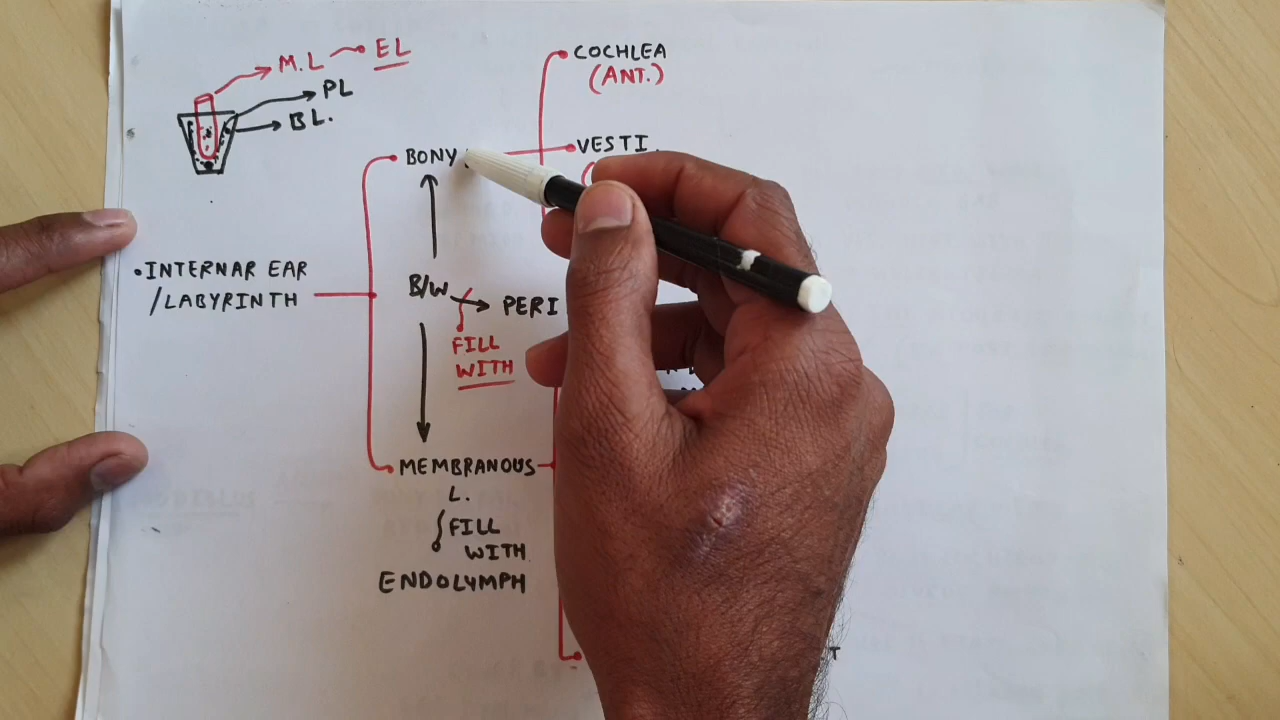 M.L EL
PL
BL.
COCHLEA
(ANT.)
BONY
VESTI
•INTERNAR EAR
/LABYRINTH
B/W
PERI
FILL
WITH
MEMBRANOUS
L.
FILL
WITH
ENDOLYMPH